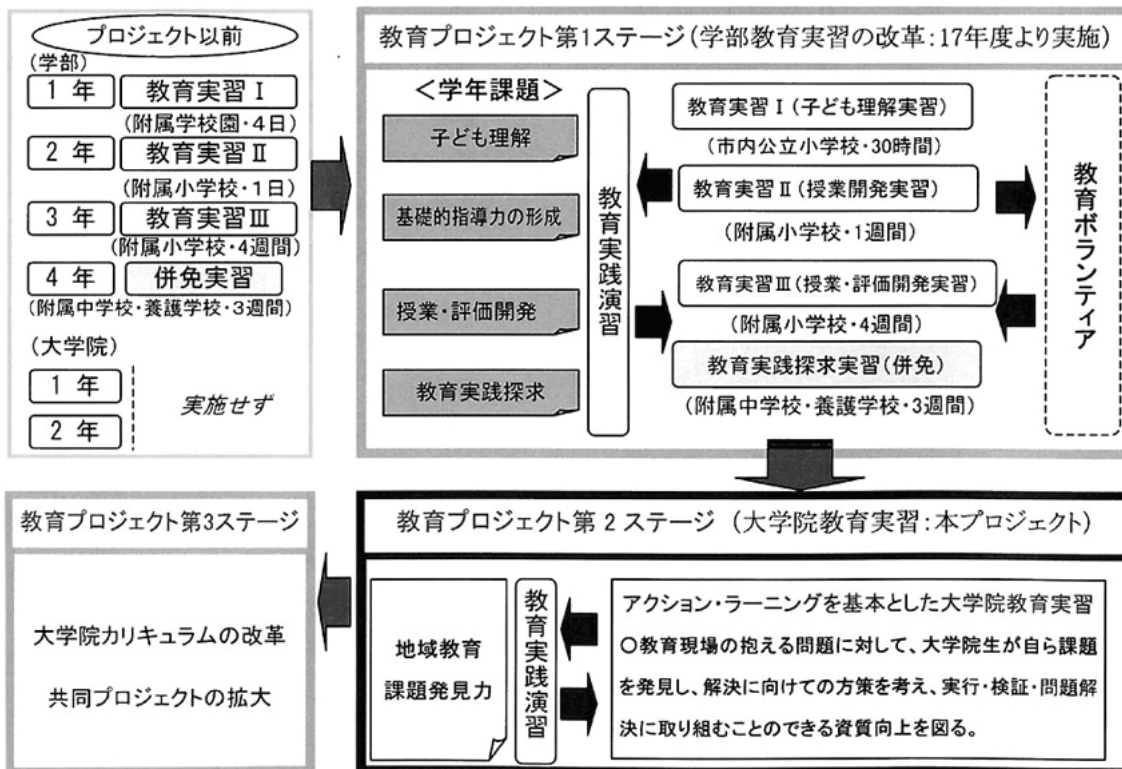 プロジェクト以前
(学部)
1 年
教育実習Ⅰ
(附属学校園・4日)
2 年
教育実習Ⅱ
(附属小学校・1日)
3 年
教育実習Ⅲ
(附属小学校・4週間)
4 年
併免実習
(附属中学校・養護学校・3週間)
(大学院)
1 年
2 年
実施せず
教育プロジェクト第1ステージ(学部教育実習の改革:17年度より実施)
<学年課題>
子ども理解
基礎的指導力の形成
授業・評価開発
教育実践探求
教育実践演習
教育実習Ⅰ(子ども理解実習)
(市内公立小学校・30時間)
教育実習Ⅱ(授業開発実習)
(附属小学校・1週間)
教育実習Ⅲ(授業・評価開発実習)
(附属小学校・4週間)
教育実践探求実習(併免)
(附属中学校・養護学校・3週間)
教育ボランティア
教育プロジェクト第2ステージ (大学院教育実習:本プロジェクト)
地域教育
課題発見力
教育実践演習
アクション・ラーニングを基本とした大学院教育実習
○教育現場の抱える問題に対して、大学院生が自ら課題
を発見し、解決に向けての方策を考え、実行・検証・問題解
決に取り組むことのできる資質向上を図る。
教育プロジェクト第3ステージ
大学院カリキュラムの改革
共同プロジェクトの拡大